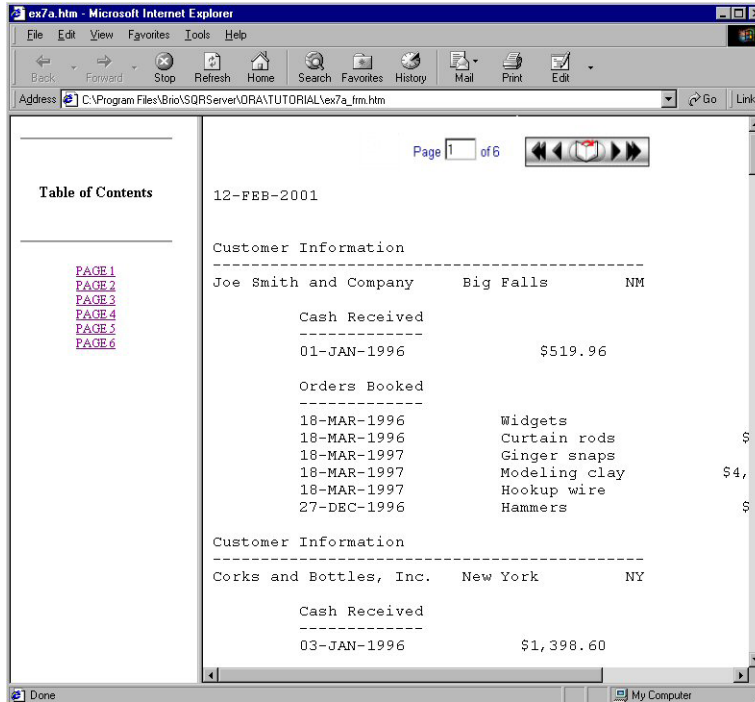 ex7a.htm - Microsoft Internet Explorer
File Edit View Favorites Tools Help
Back Forward Stop Refresh Home Search Favorites History Mail Print Edit
Address C:\Program Files\Brio\SQRServer\ORA\TUTORIAL\ex7a_frm.htm Go Link
Page 1 of 6
Table of Contents
PAGE 1
PAGE 2
PAGE 3
PAGE 4
PAGE 5
PAGE 6
12-FEB-2001
Customer Information
-----------------------------------------------
Joe Smith and Company Big Falls NM
Cash Received
-------------
01-JAN-1996 $519.96
Orders Booked
-------------
18-MAR-1996 Widgets
18-MAR-1996 Curtain rods $
18-MAR-1997 Ginger snaps
18-MAR-1997 Modeling clay $4,
18-MAR-1997 Hookup wire
27-DEC-1996 Hammers $
Customer Information
-----------------------------------------------
Corks and Bottles, Inc. New York NY
Cash Received
-------------
03-JAN-1996 $1,398.60
Done My Computer